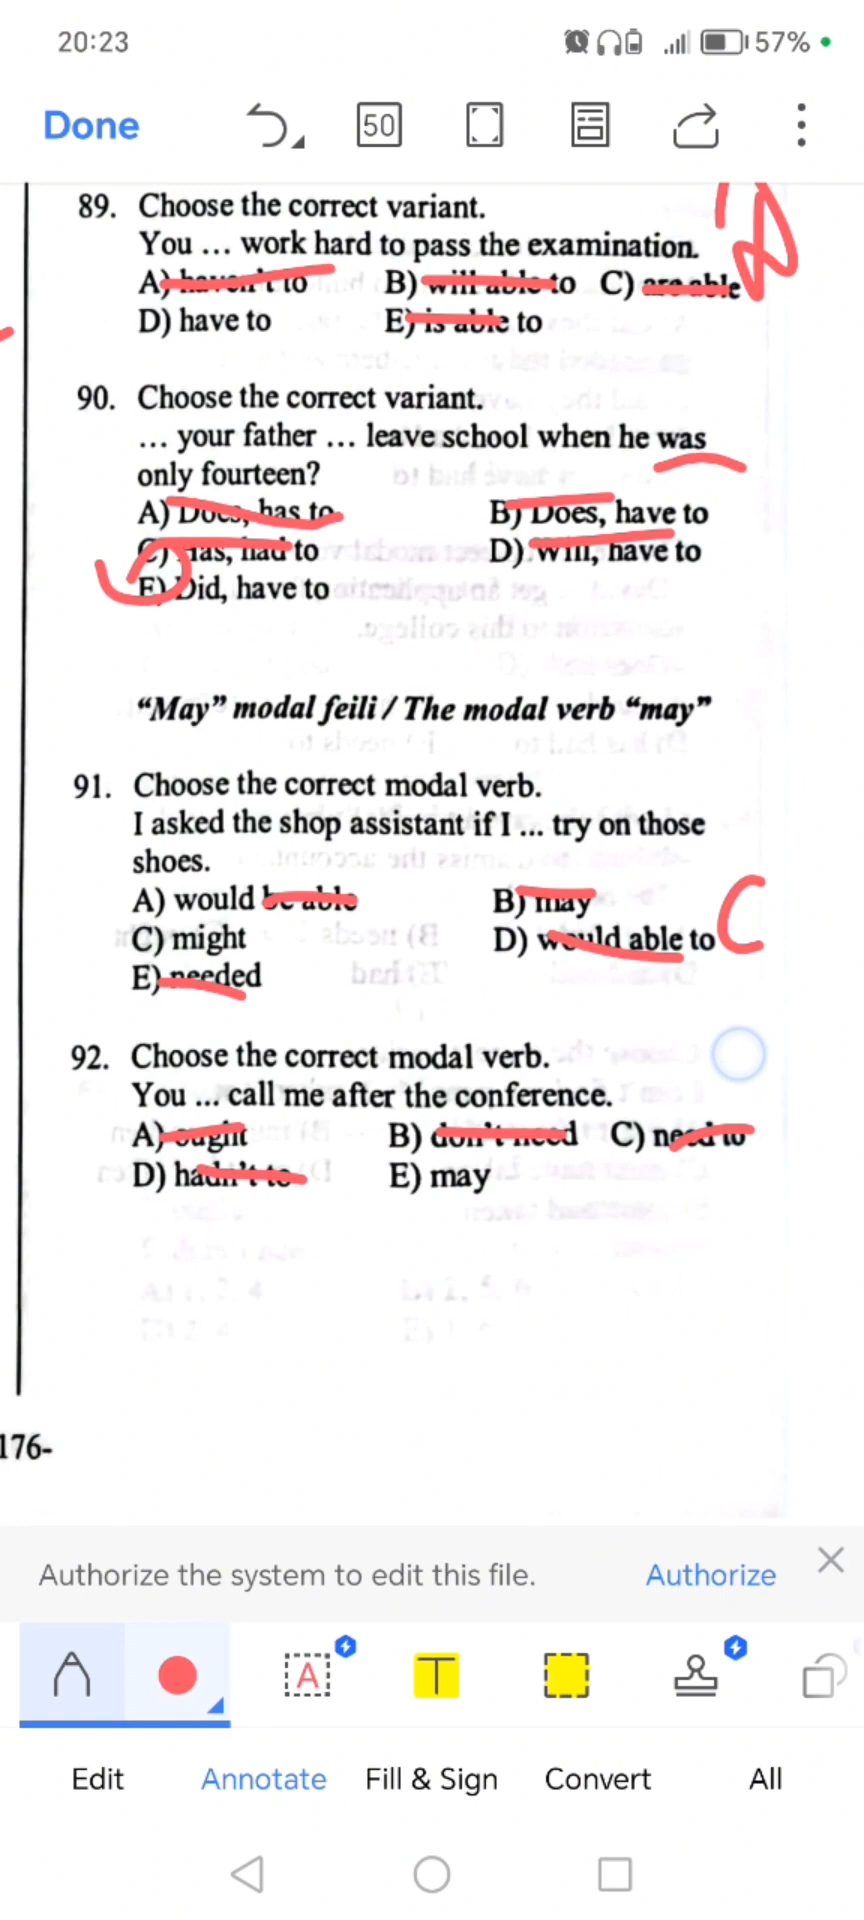 20:23
57%
Done
50
89. Choose the correct variant.
You ... work hard to pass the examination.
A) haven't to B) will able to C) are able
D) have to E) is able to
90. Choose the correct variant.
... your father ... leave school when he was
only fourteen?
A) Does, has to B) Does, have to
C) Has, had to D) Will, have to
E) Did, have to
"May" modal feili / The modal verb "may"
91. Choose the correct modal verb.
I asked the shop assistant if I ... try on those
shoes.
A) would be able B) may
C) might D) would able to
E) needed
C
92. Choose the correct modal verb.
You ... call me after the conference.
A) ought B) don't need C) need to
D) hadn't to E) may
176-
Authorize the system to edit this file.
Authorize
A
T
Edit Annotate Fill & Sign Convert All